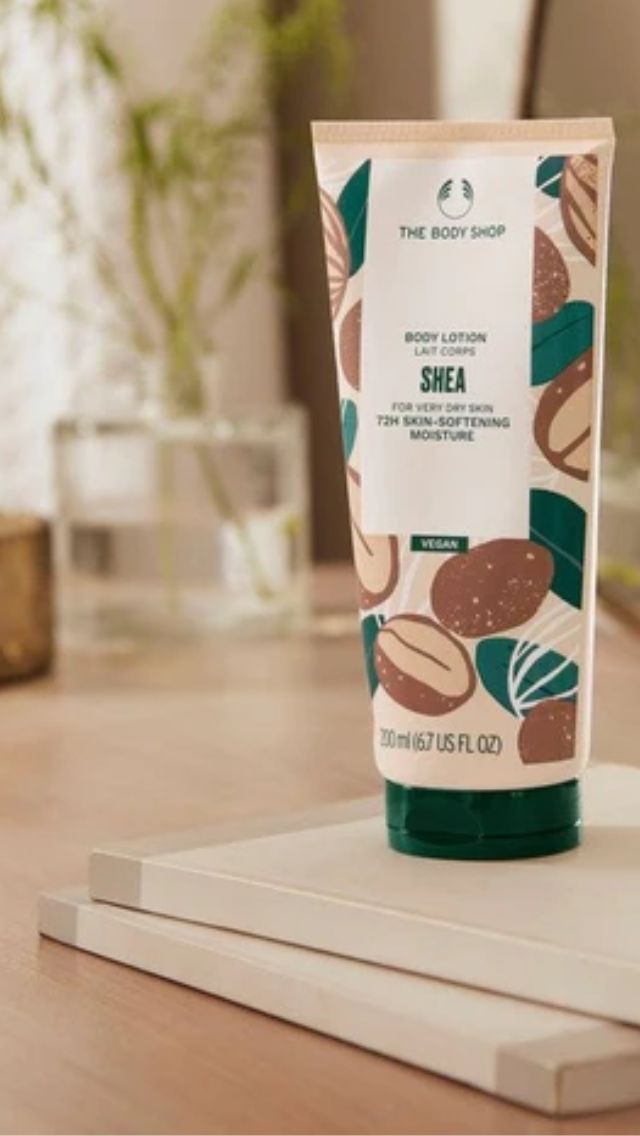 THE BODY SHOP
BODY LOTION
LAIT CORPS
SHEA
FOR VERY DRY SKIN
72H SKIN-SOFTENING
MOISTURE
VEGAN
200 ml (6.7 US FL OZ)